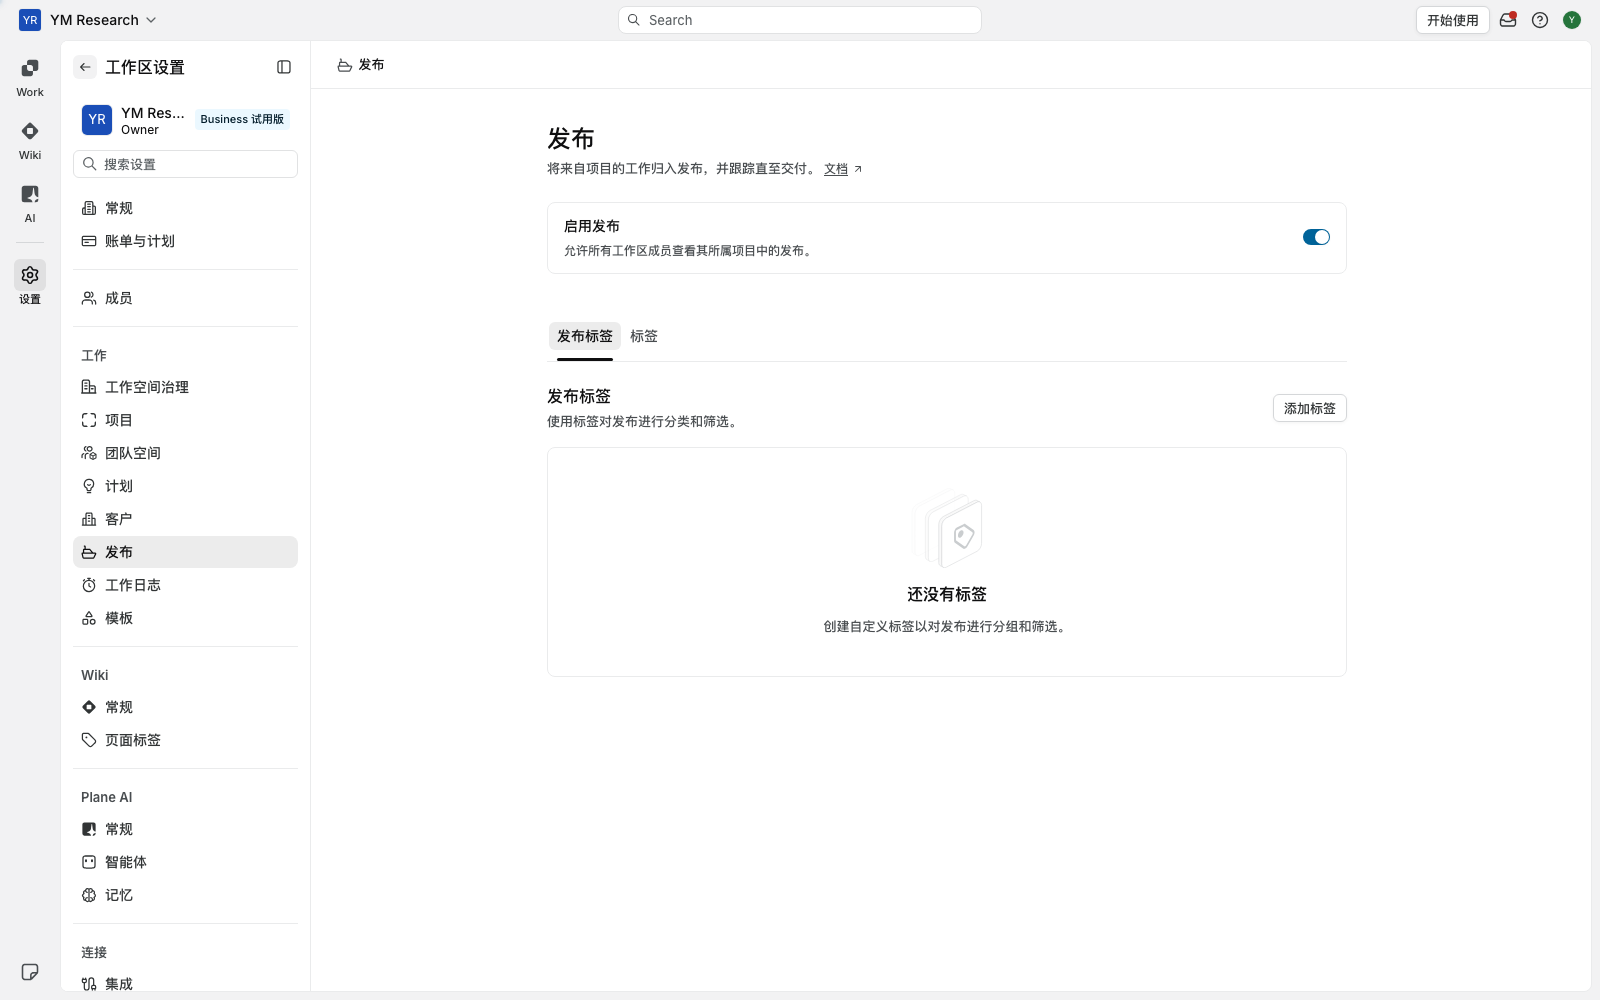 YR YM Research
Search
开始使用
Y
Work
Wiki
AI
设置
工作区设置
YR
YM Res...
Owner
Business 试用版
搜索设置
常规
账单与计划
成员
工作
工作空间治理
项目
团队空间
计划
客户
发布
工作日志
模板
Wiki
常规
页面标签
Plane AI
常规
智能体
记忆
连接
集成
发布
发布
将来自项目的工作归入发布，并跟踪直至交付。 文档
启用发布
允许所有工作区成员查看其所属项目中的发布。
发布标签 标签
发布标签
使用标签对发布进行分类和筛选。
添加标签
还没有标签
创建自定义标签以对发布进行分组和筛选。